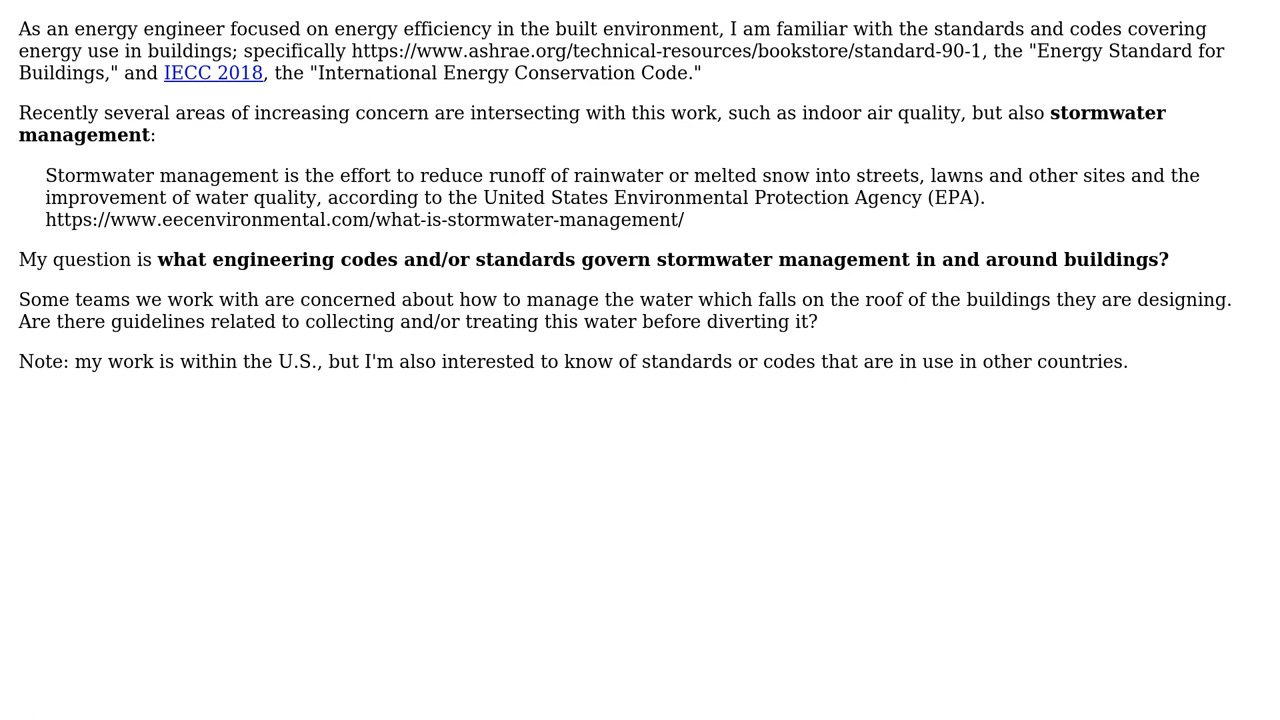 As an energy engineer focused on energy efficiency in the built environment, I am familiar with the standards and codes covering
energy use in buildings; specifically https://www.ashrae.org/technical-resources/bookstore/standard-90-1, the "Energy Standard for
Buildings," and IECC 2018, the "International Energy Conservation Code."
Recently several areas of increasing concern are intersecting with this work, such as indoor air quality, but also stormwater
management:
Stormwater management is the effort to reduce runoff of rainwater or melted snow into streets, lawns and other sites and the
improvement of water quality, according to the United States Environmental Protection Agency (EPA).
https://www.eecenvironmental.com/what-is-stormwater-management/
My question is what engineering codes and/or standards govern stormwater management in and around buildings?
Some teams we work with are concerned about how to manage the water which falls on the roof of the buildings they are designing.
Are there guidelines related to collecting and/or treating this water before diverting it?
Note: my work is within the U.S., but I'm also interested to know of standards or codes that are in use in other countries.